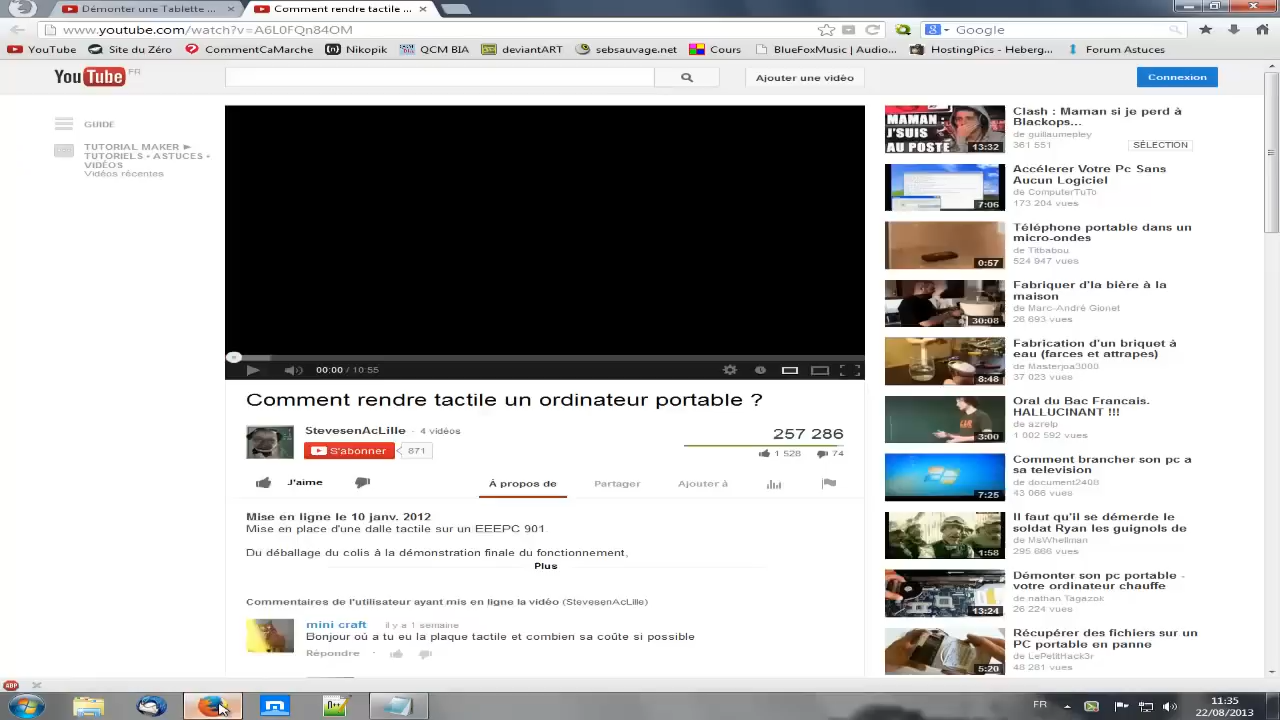 Démonter une Tablette ...
Comment rendre tactile ...
www.youtube.com/watch?v=A6L0FQn84OM
Google
YouTube
Site du Zéro
CommentCaMarche
Nikopik
QCM BIA
deviantART
sebsauvage.net
Cours
BlueFoxMusic | Audio...
HostingPics - Heberg...
Forum Astuces
YouTube FR
Ajouter une vidéo
Connexion
GUIDE
TUTORIAL MAKER ►
TUTORIELS • ASTUCES •
VIDÉOS
Vidéos récentes
00:00 / 10:55
Comment rendre tactile un ordinateur portable ?
StevesenAcLille - 4 vidéos
S'abonner 871
257 286
1 528 74
J'aime
À propos de
Partager
Ajouter à
Mise en ligne le 10 janv. 2012
Mise en place d'une dalle tactile sur un EEEPC 901
Du déballage du colis à la démonstration finale du fonctionnement,
Plus
Commentaires de l'utilisateur ayant mis en ligne la vidéo (StevesenAcLille)
mini craft il y a 1 semaine
Bonjour où a tu eu la plaque tactile et combien sa coûte si possible
Répondre
MAMAN :
J'SUIS
AU POSTE
13:32
Clash : Maman si je perd à
Blackops...
de guillaumepley
361 551
SÉLECTION
7:06
Accélerer Votre Pc Sans
Aucun Logiciel
de ComputerTuTo
173 204 vues
0:57
Téléphone portable dans un
micro-ondes
de Titbabou
524 947 vues
30:08
Fabriquer d'la bière à la
maison
de Marc-André Gionet
26 693 vues
8:48
Fabrication d'un briquet à
eau (farces et attrapes)
de Masterjoa3000
37 023 vues
3:00
Oral du Bac Francais.
HALLUCINANT !!!
de azrelp
1 002 592 vues
7:25
Comment brancher son pc a
sa television
de document2408
43 066 vues
1:58
Il faut qu'il se démerde le
soldat Ryan les guignols de
de MsWhellman
295 666 vues
13:24
Démonter son pc portable -
votre ordinateur chauffe
de nathan Tagazok
26 224 vues
5:20
Récupérer des fichiers sur un
PC portable en panne
de LePetitHack3r
48 281 vues
ABP
FR
11:35
22/08/2013